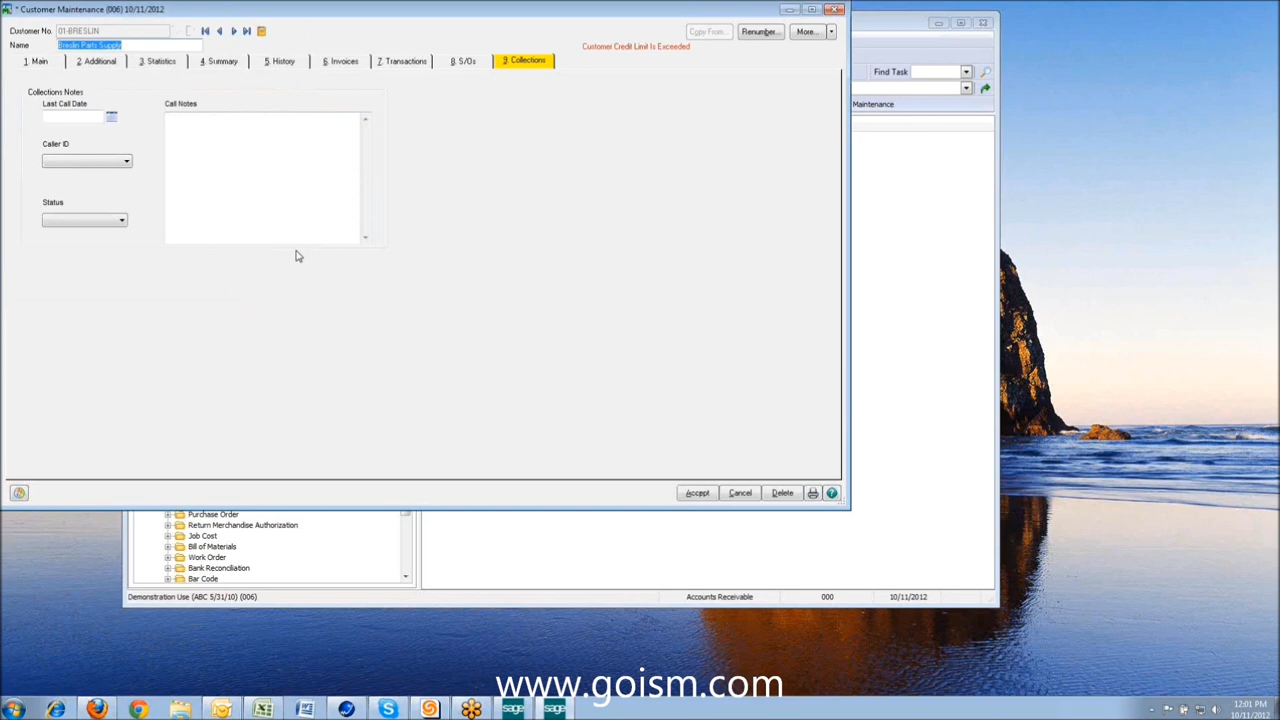 * Customer Maintenance (006) 10/11/2012
Customer No. 01-BRESLIN
Copy From... Renumber... More...
Name Breslin Parts Supply
Customer Credit Limit Is Exceeded
1. Main 2. Additional 3. Statistics 4. Summary 5. History 6. Invoices 7. Transactions 8. S/Os 9. Collections
Find Task
Maintenance
Collections Notes
Last Call Date
Call Notes
Caller ID
Status
Accept Cancel Delete
Purchase Order
Return Merchandise Authorization
Job Cost
Bill of Materials
Work Order
Bank Reconciliation
Bar Code
Demonstration Use (ABC 5/31/10) (006) Accounts Receivable 000 10/11/2012
www.goism.com
sage sage
12:01 PM
10/11/2012